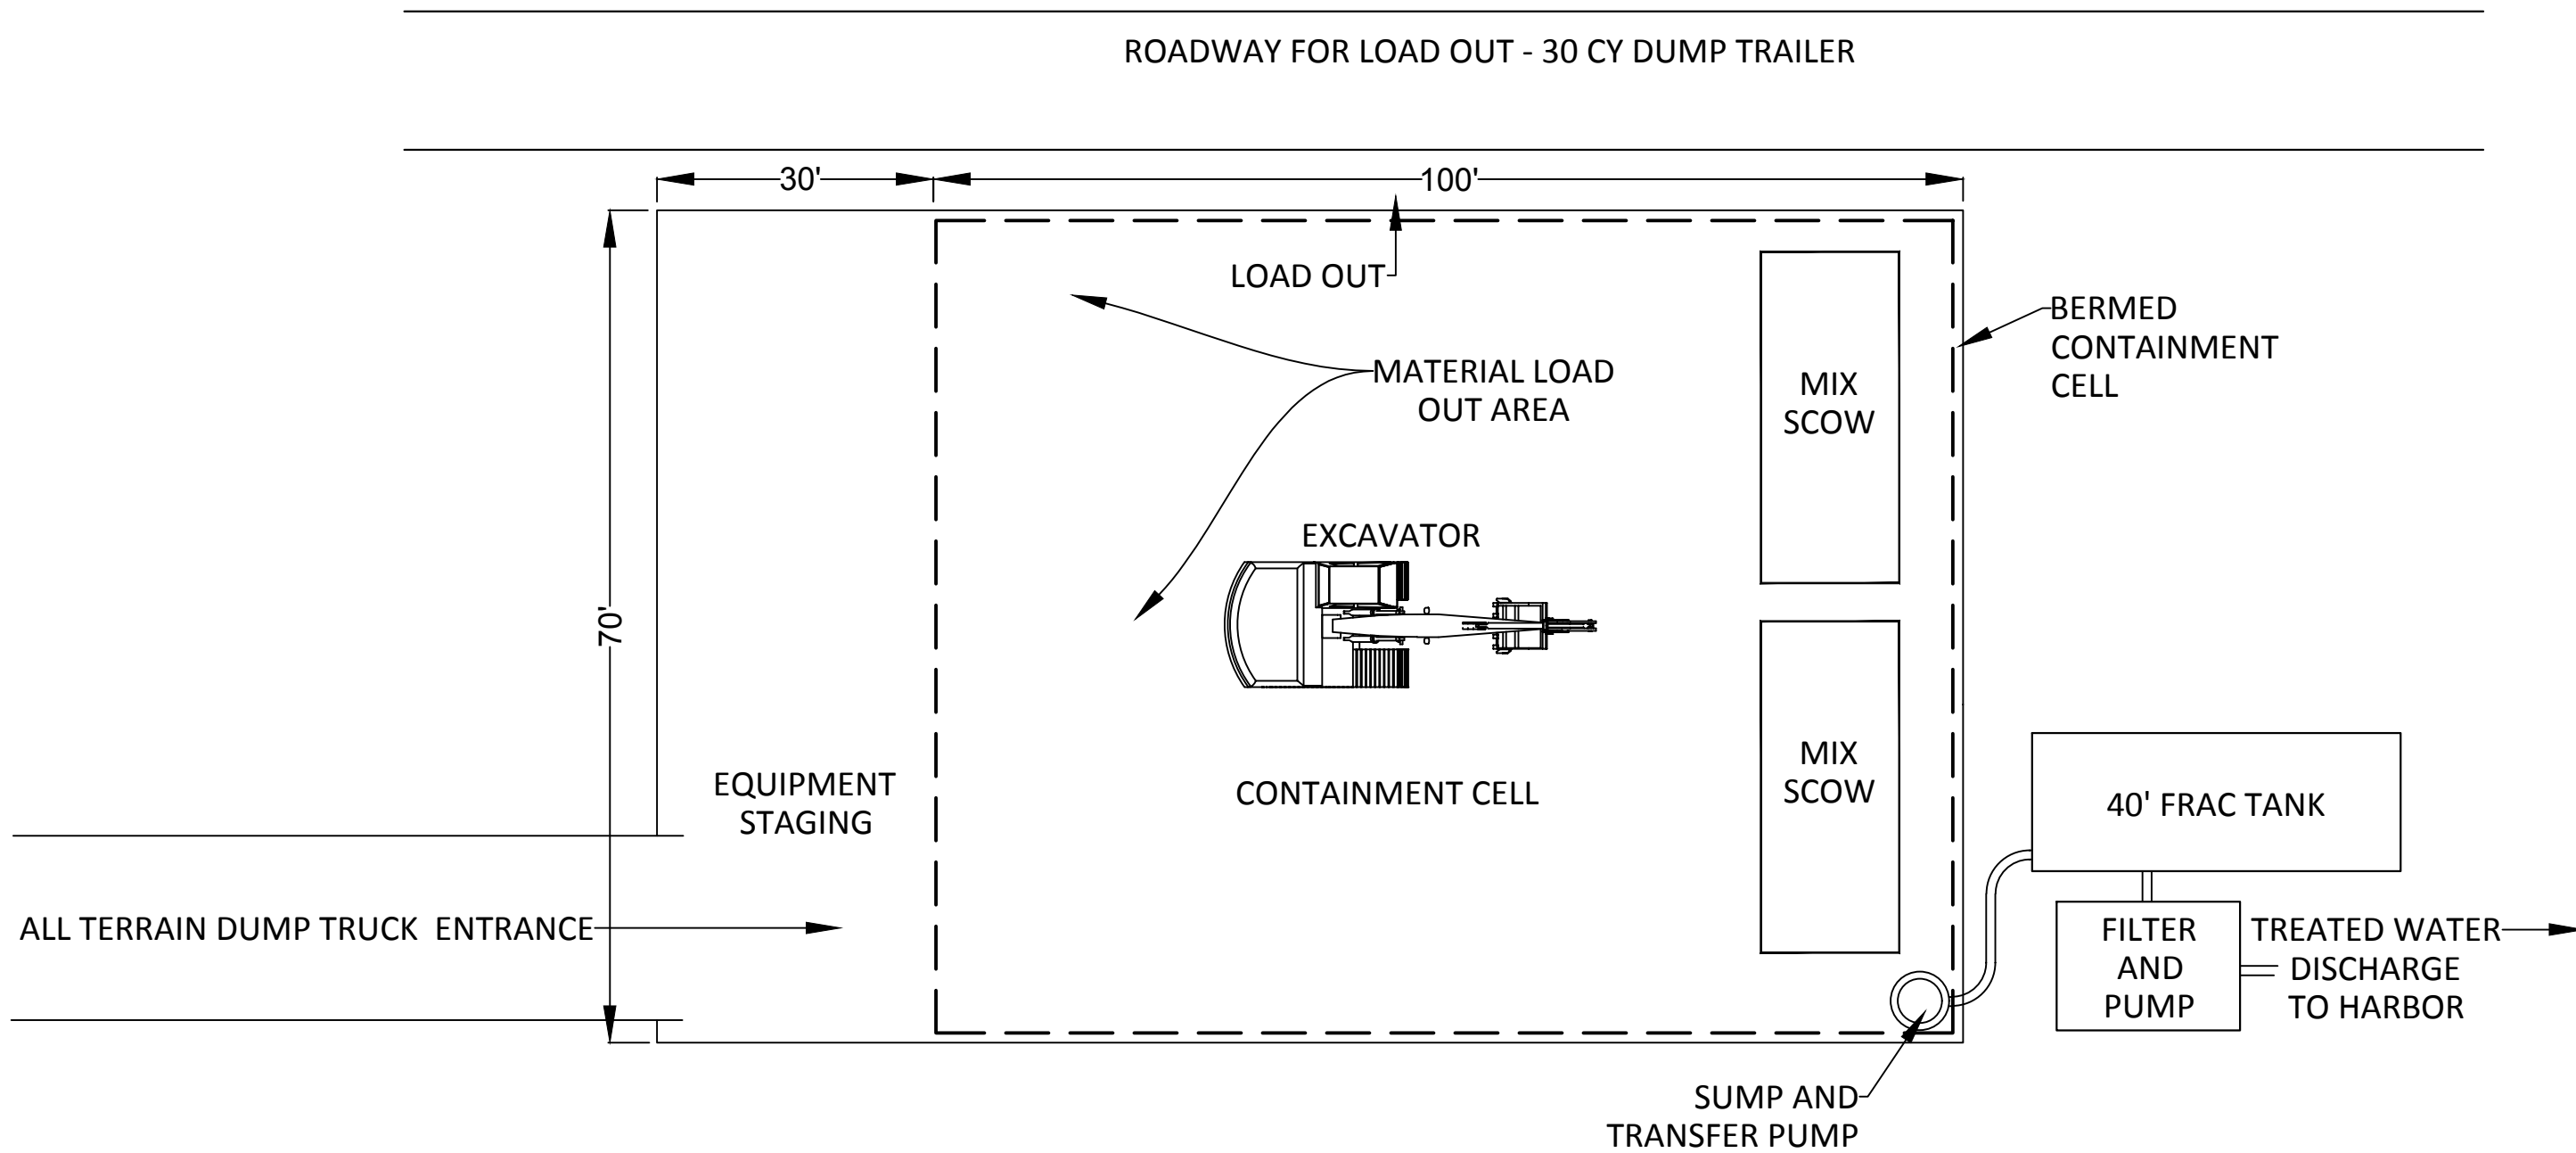 ROADWAY FOR LOAD OUT - 30 CY DUMP TRAILER
30'
100'
LOAD OUT
BERMED
CONTAINMENT
CELL
MATERIAL LOAD
OUT AREA
MIX
SCOW
EXCAVATOR
70'
EQUIPMENT
STAGING
CONTAINMENT CELL
MIX
SCOW
40' FRAC TANK
ALL TERRAIN DUMP TRUCK ENTRANCE
FILTER
AND
PUMP
TREATED WATER
DISCHARGE
TO HARBOR
SUMP AND
TRANSFER PUMP